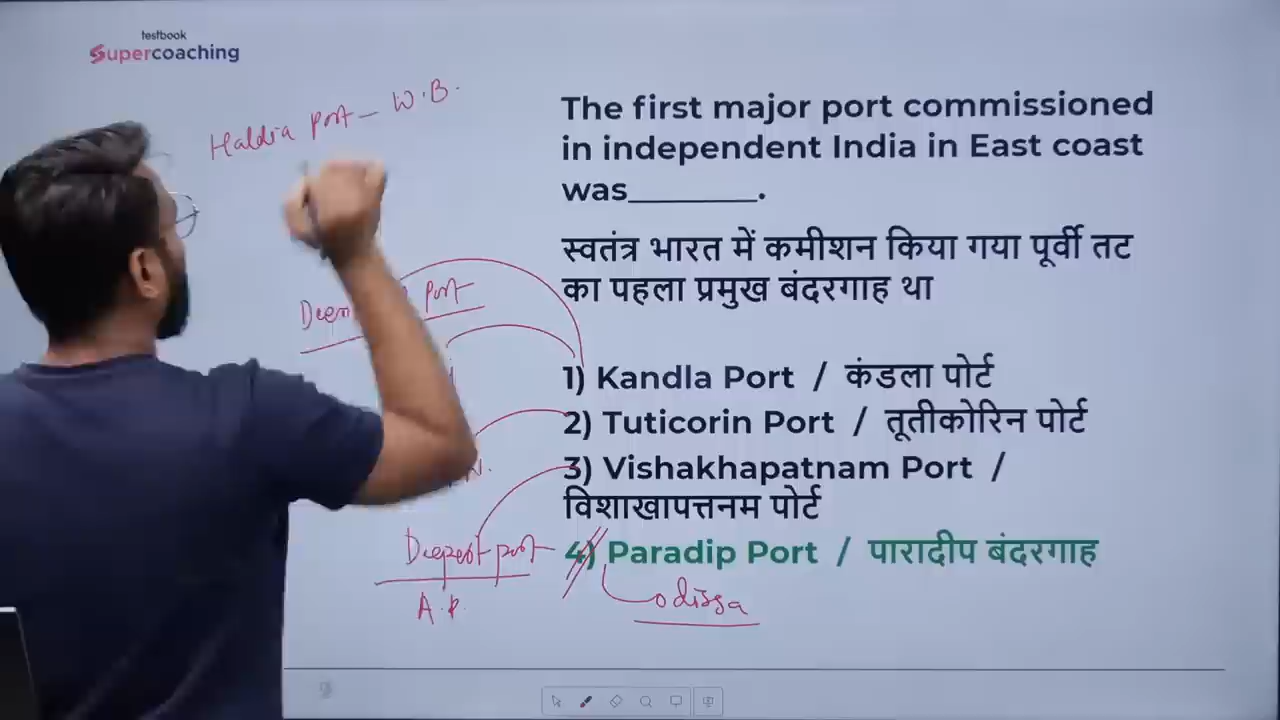 testbook
Supercoaching
Haldia port – W.B.
The first major port commissioned
in independent India in East coast
was________.
स्वतंत्र भारत में कमीशन किया गया पूर्वी तट
का पहला प्रमुख बंदरगाह था
port
1) Kandla Port / कंडला पोर्ट
2) Tuticorin Port / तूतीकोरिन पोर्ट
3) Vishakhapatnam Port /
विशाखापत्तनम पोर्ट
Deepest port
4) Paradip Port / पारादीप बंदरगाह
A.P.
odissa